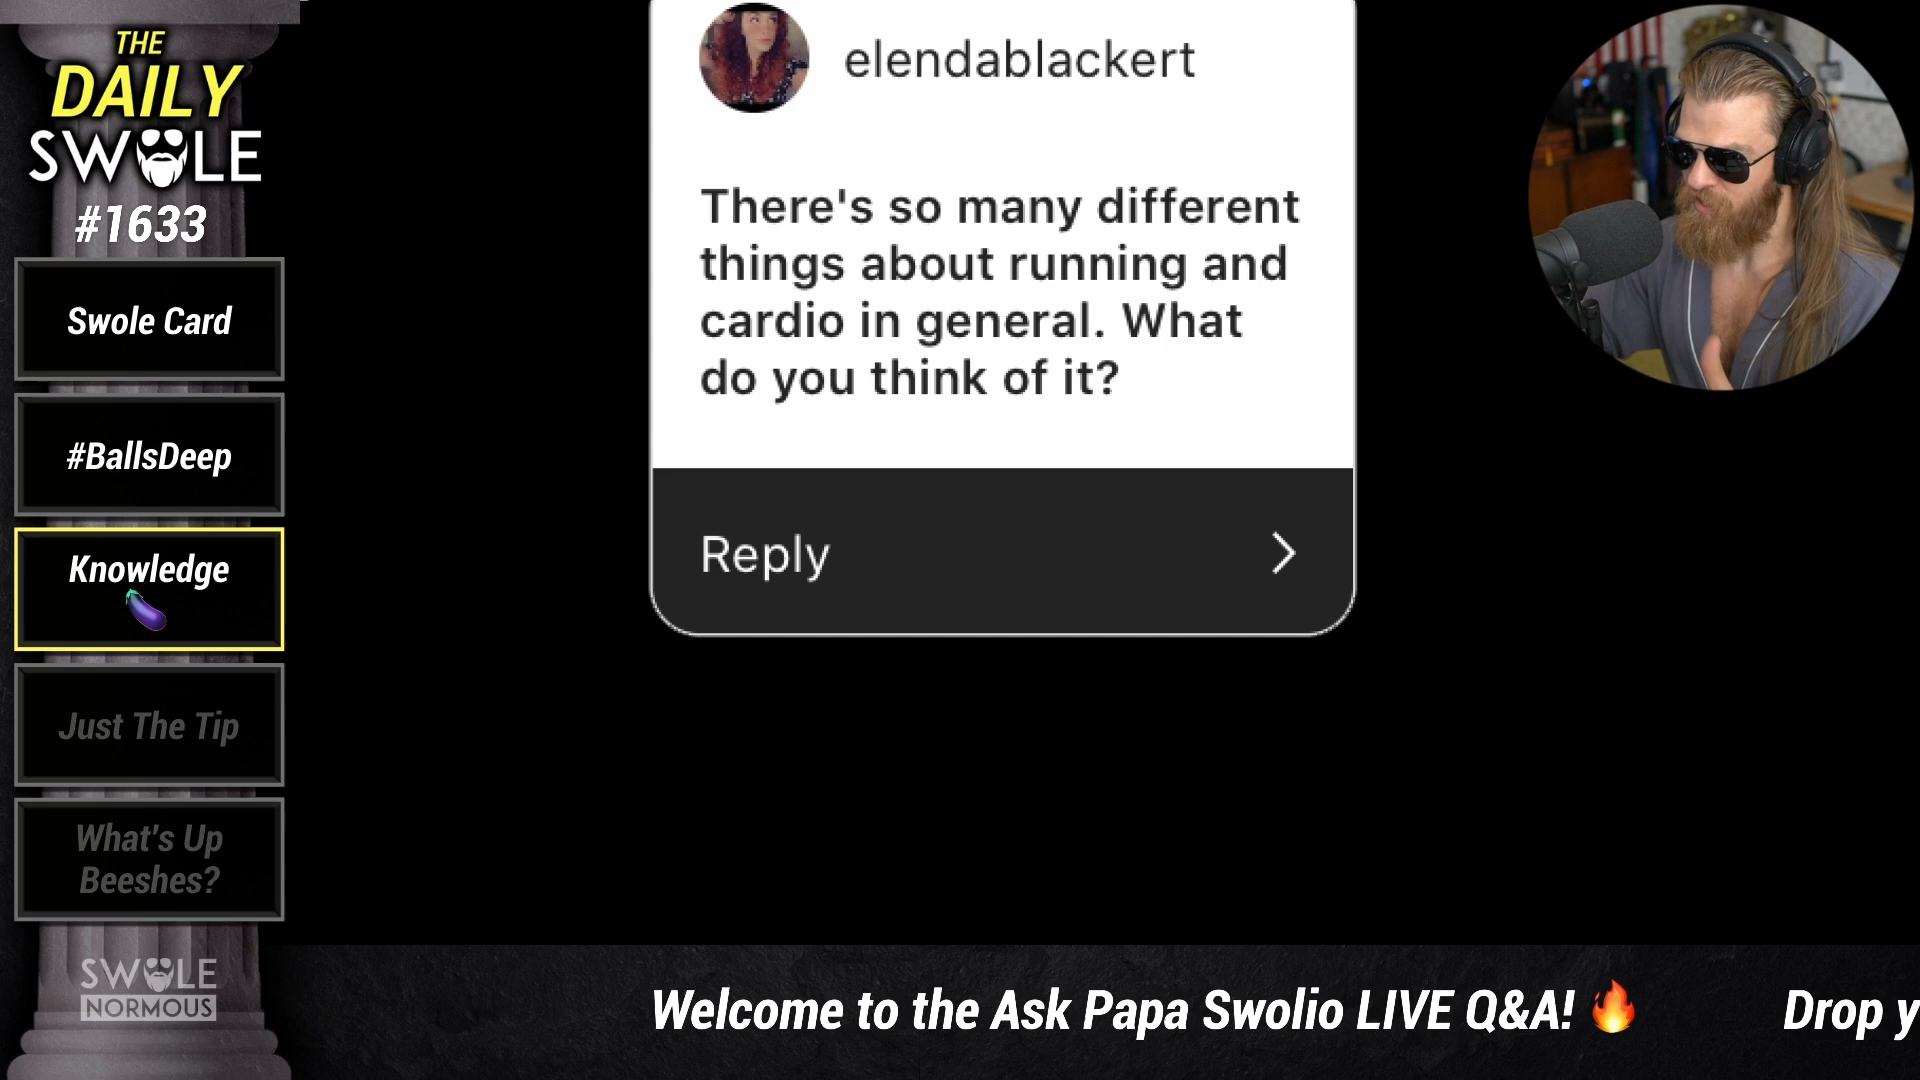 THE
DAILY
SWOLE
#1633
Swole Card
#BallsDeep
Knowledge
🍆
Just The Tip
What's Up
Beeshes?
SWOLE
NORMOUS
elendablackert
There's so many different
things about running and
cardio in general. What
do you think of it?
Reply
Welcome to the Ask Papa Swolio LIVE Q&A! 🔥 Drop y